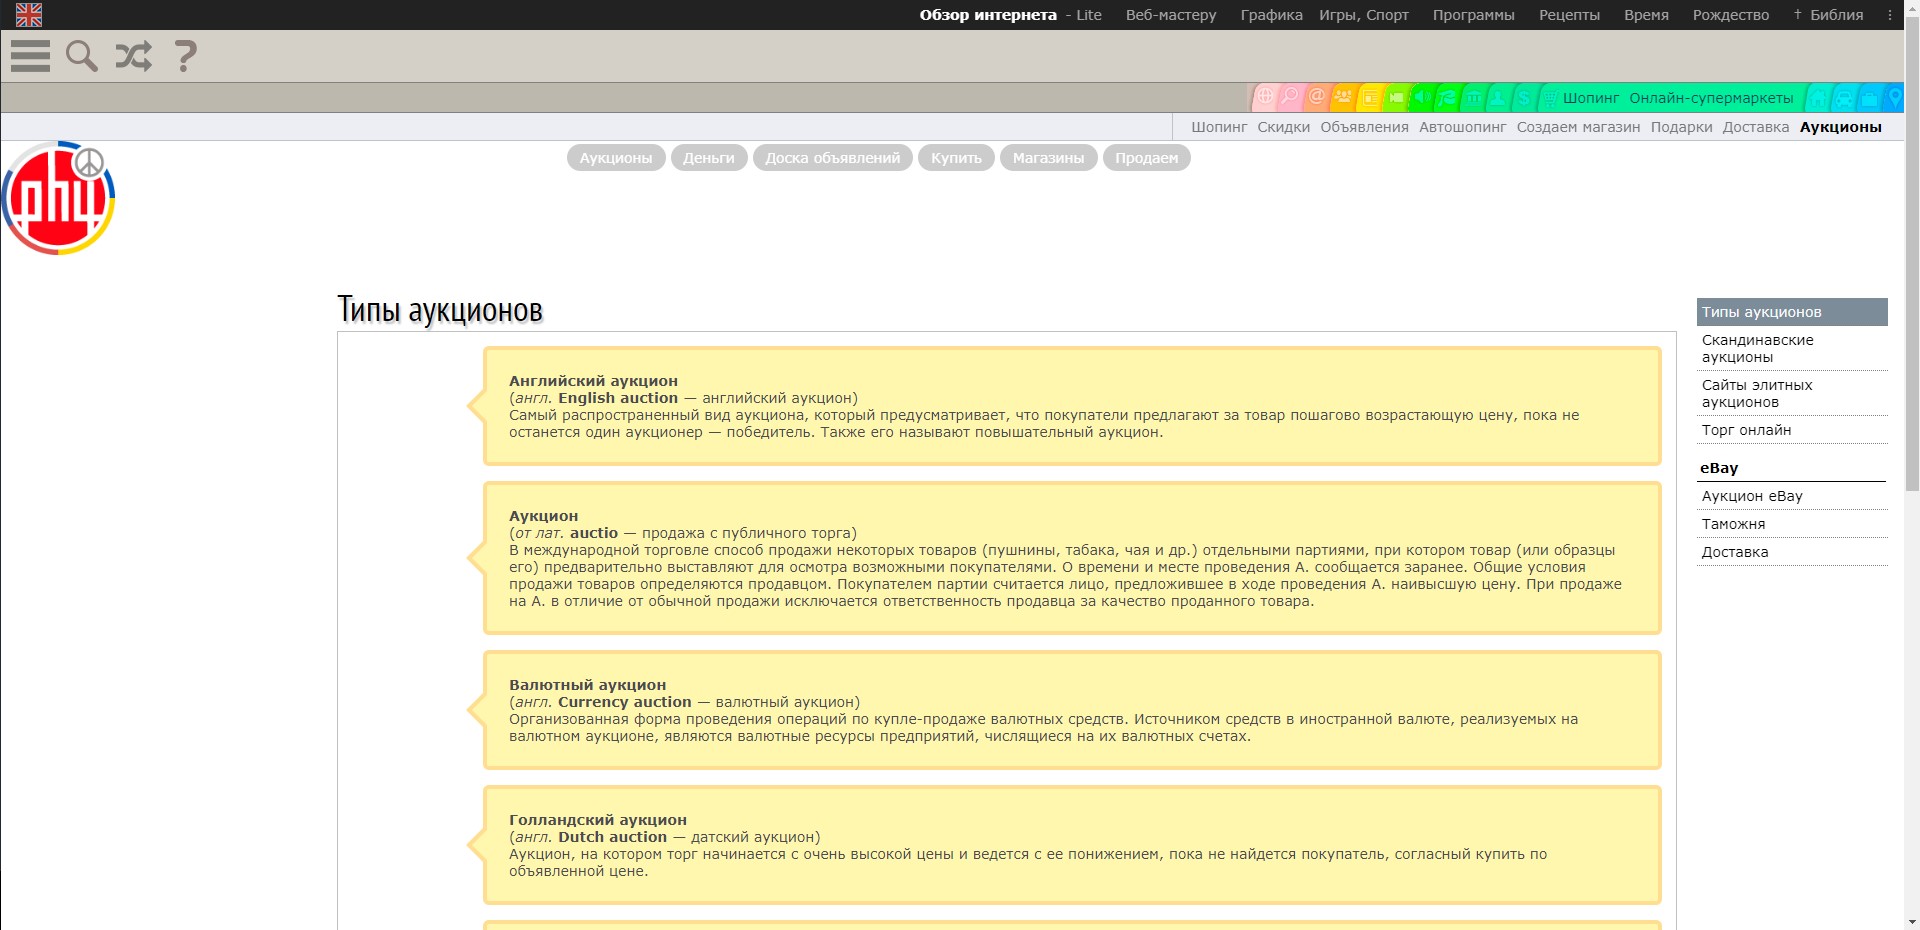 Обзор интернета - Lite Веб-мастеру Графика Игры, Спорт Программы Рецепты Время Рождество † Библия ⋮
Шопинг Онлайн-супермаркеты
Шопинг Скидки Объявления Автошопинг Создаем магазин Подарки Доставка Аукционы
Аукционы Деньги Доска объявлений Купить Магазины Продаем
phy
Типы аукционов
Английский аукцион
(англ. English auction — английский аукцион)
Самый распространенный вид аукциона, который предусматривает, что покупатели предлагают за товар пошагово возрастающую цену, пока не
останется один аукционер — победитель. Также его называют повышательный аукцион.
Аукцион
(от лат. auctio — продажа с публичного торга)
В международной торговле способ продажи некоторых товаров (пушнины, табака, чая и др.) отдельными партиями, при котором товар (или образцы
его) предварительно выставляют для осмотра возможными покупателями. О времени и месте проведения А. сообщается заранее. Общие условия
продажи товаров определяются продавцом. Покупателем партии считается лицо, предложившее в ходе проведения А. наивысшую цену. При продаже
на А. в отличие от обычной продажи исключается ответственность продавца за качество проданного товара.
Валютный аукцион
(англ. Currency auction — валютный аукцион)
Организованная форма проведения операций по купле-продаже валютных средств. Источником средств в иностранной валюте, реализуемых на
валютном аукционе, являются валютные ресурсы предприятий, числящиеся на их валютных счетах.
Голландский аукцион
(англ. Dutch auction — датский аукцион)
Аукцион, на котором торг начинается с очень высокой цены и ведется с ее понижением, пока не найдется покупатель, согласный купить по
объявленной цене.
Типы аукционов
Скандинавские
аукционы
Сайты элитных
аукционов
Торг онлайн
eBay
Аукцион eBay
Таможня
Доставка